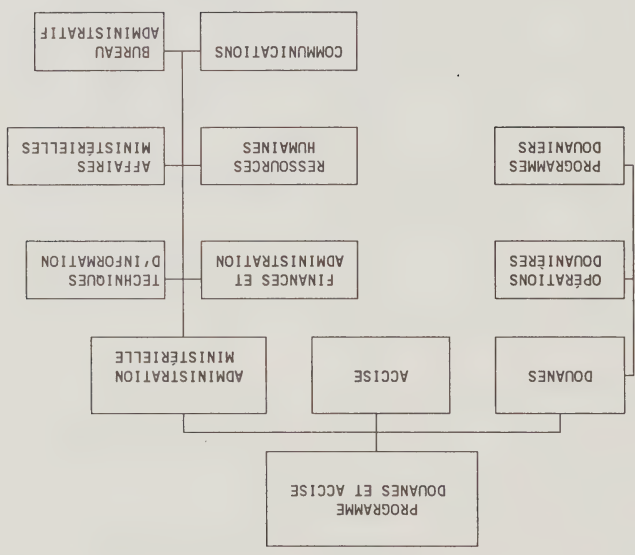 PROGRAMME
DOUANES ET ACCISE
DOUANES
ACCISE
ADMINISTRATION
MINISTÉRIELLE
OPÉRATIONS
DOUANIÈRES
FINANCES ET
ADMINISTRATION
TECHNIQUES
D'INFORMATION
PROGRAMMES
DOUANIERS
RESSOURCES
HUMAINES
AFFAIRES
MINISTÉRIELLES
COMMUNICATIONS
BUREAU
ADMINISTRATIF